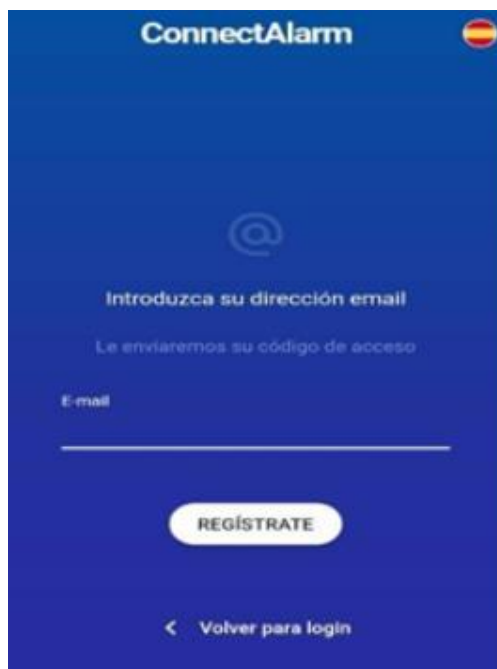 ConnectAlarm
@
Introduzca su dirección email
Le enviaremos su código de acceso
E-mail
REGÍSTRATE
< Volver para login